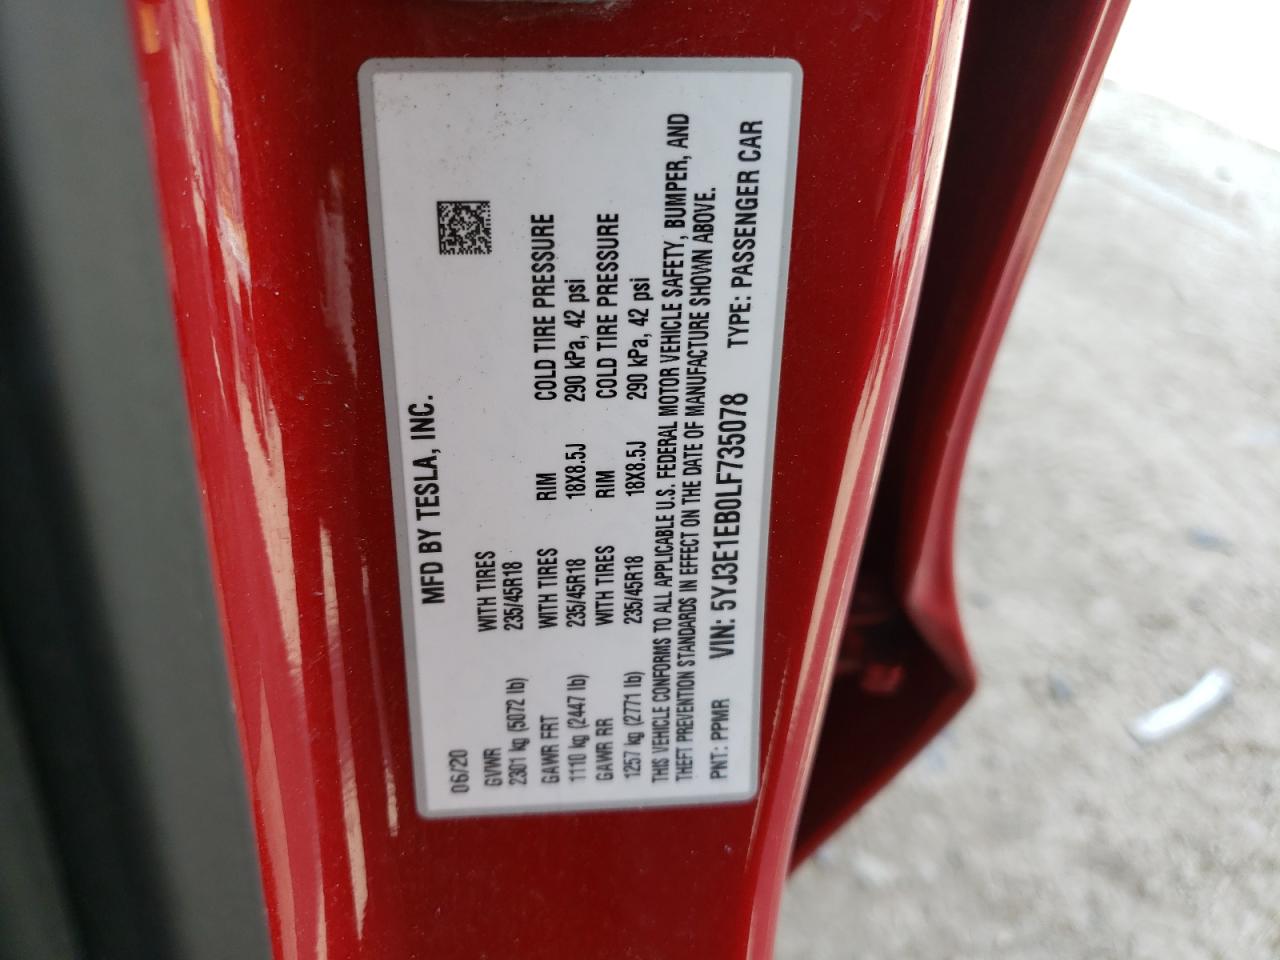 MFD BY TESLA, INC.
06/20
GVWR WITH TIRES
2301 kg (5072 lb) 235/45R18
GAWR FRT WITH TIRES RIM COLD TIRE PRESSURE
1110 kg (2447 lb) 235/45R18 18X8.5J 290 kPa, 42 psi
GAWR RR WITH TIRES RIM COLD TIRE PRESSURE
1257 kg (2771 lb) 235/45R18 18X8.5J 290 kPa, 42 psi
THIS VEHICLE CONFORMS TO ALL APPLICABLE U.S. FEDERAL MOTOR VEHICLE SAFETY, BUMPER, AND
THEFT PREVENTION STANDARDS IN EFFECT ON THE DATE OF MANUFACTURE SHOWN ABOVE.
PNT: PPMR VIN: 5YJ3E1EB0LF735078 TYPE: PASSENGER CAR